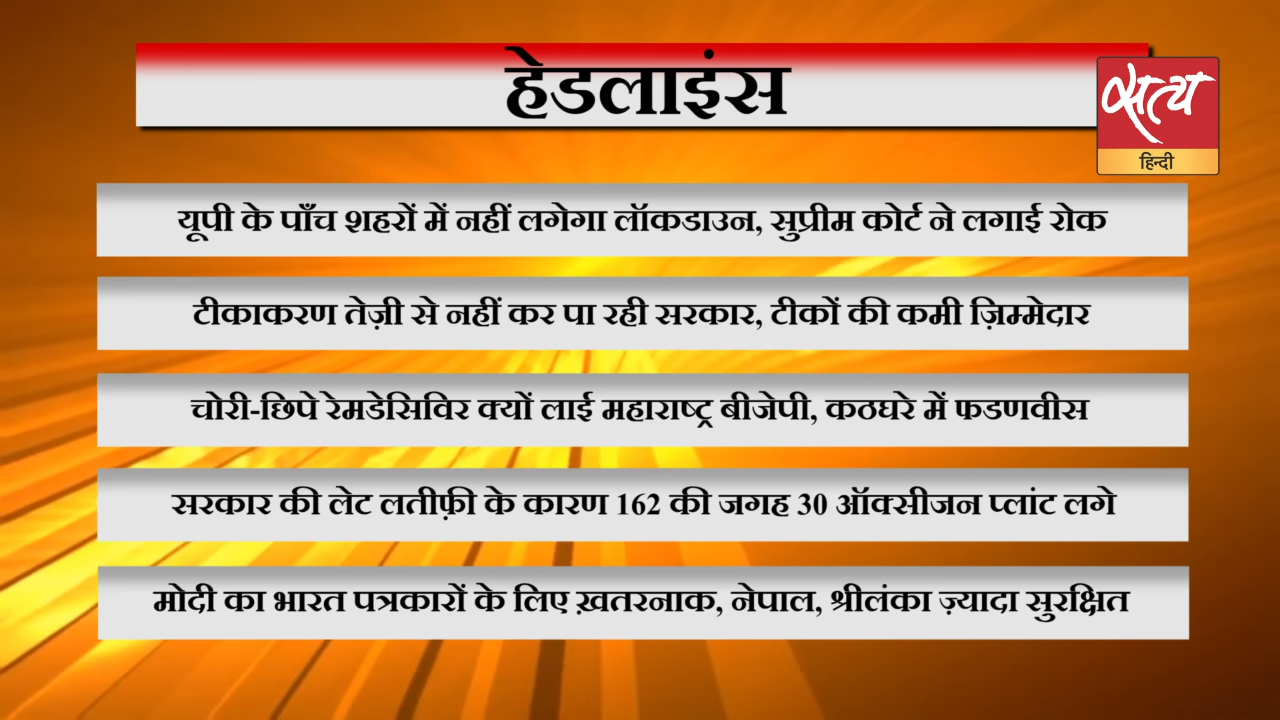 हेडलाइंस
सत्य
हिन्दी
यूपी के पाँच शहरों में नहीं लगेगा लॉकडाउन, सुप्रीम कोर्ट ने लगाई रोक
टीकाकरण तेज़ी से नहीं कर पा रही सरकार, टीकों की कमी ज़िम्मेदार
चोरी-छिपे रेमडेसिविर क्यों लाई महाराष्ट्र बीजेपी, कठघरे में फडणवीस
सरकार की लेट लतीफ़ी के कारण 162 की जगह 30 ऑक्सीजन प्लांट लगे
मोदी का भारत पत्रकारों के लिए ख़तरनाक, नेपाल, श्रीलंका ज़्यादा सुरक्षित